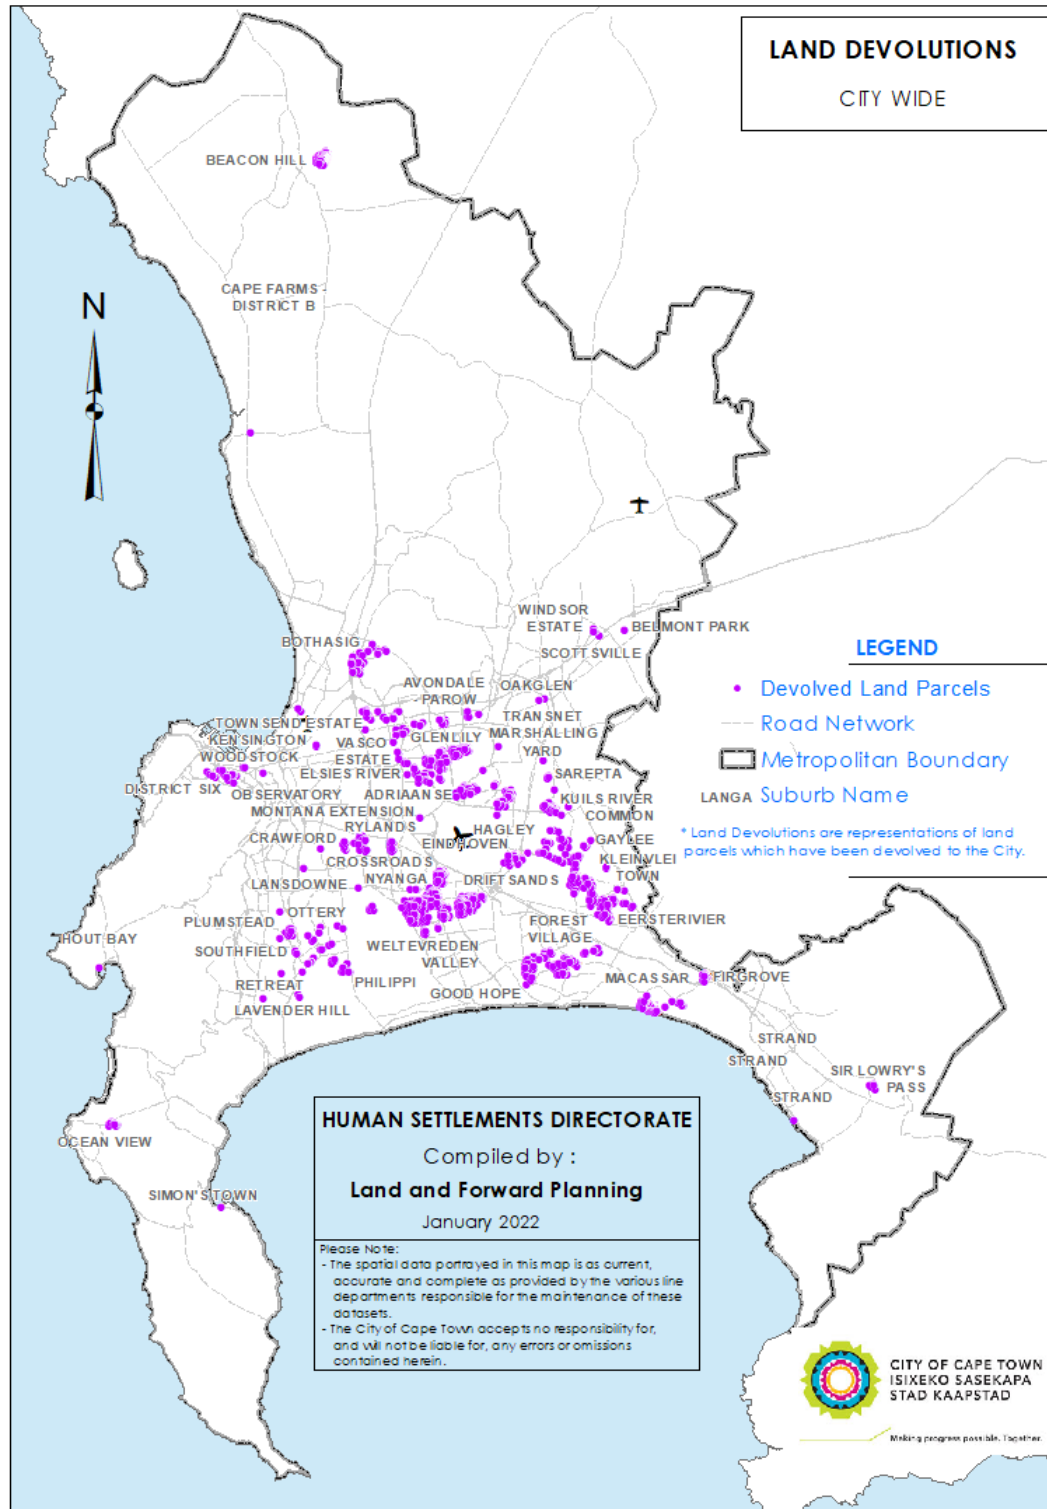 LAND DEVOLUTIONS
CITY WIDE
BEACON HILL
CAPE FARMS -
DISTRICT B
N
WINDSOR
ESTATE
BELMONT PARK
SCOTTSVILLE
BOTHASIG
AVONDALE
- PAROW
OAKGLEN
TOWNSEND ESTATE
TRANSNET
MARSHALLING
YARD
KENSINGTON
VASCO
ESTATE
GLENLILY
WOODSTOCK
ELSIES RIVER
SAREPTA
DISTRICT SIX
OBSERVATORY
ADRIAANSE
KUILS RIVER
COMMON
MONTANA EXTENSION
RYLANDS
HAGLEY
CRAWFORD
EINDHOVEN
GAYLEE
CROSSROADS
KLEINVLEI
TOWN
LANSDOWNE
NYANGA
DRIFTSANDS
PLUMSTEAD
OTTERY
FOREST
VILLAGE
EERSTERIVIER
HOUT BAY
SOUTHFIELD
WELTEVREDEN
VALLEY
RETREAT
PHILIPPI
GOOD HOPE
MACASSAR
FIRGROVE
LAVENDER HILL
STRAND
STRAND
SIR LOWRY'S
PASS
STRAND
OCEAN VIEW
SIMON'S TOWN
LEGEND
Devolved Land Parcels
Road Network
Metropolitan Boundary
LANGA Suburb Name
* Land Devolutions are representations of land
parcels which have been devolved to the City.
HUMAN SETTLEMENTS DIRECTORATE
Compiled by :
Land and Forward Planning
January 2022
Please Note:
- The spatial data portrayed in this map is as current,
accurate and complete as provided by the various line
departments responsible for the maintenance of these
datasets.
- The City of Cape Town accepts no responsibility for,
and will not be liable for, any errors or omissions
contained herein.
CITY OF CAPE TOWN
ISIXEKO SASEKAPA
STAD KAAPSTAD
Making progress possible. Together.